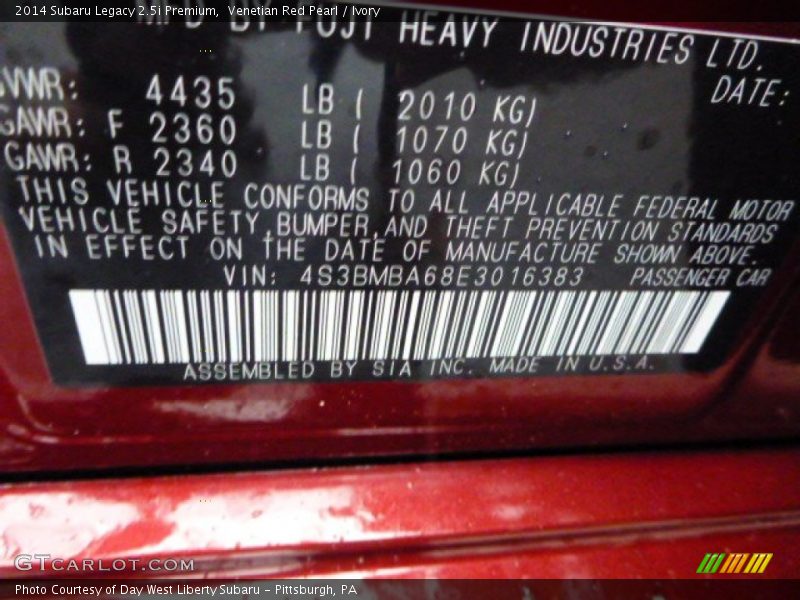 2014 Subaru Legacy 2.5i Premium, Venetian Red Pearl / Ivory
MFD BY FUJI HEAVY INDUSTRIES LTD.
DATE:
GVWR: 4435 LB ( 2010 KG)
GAWR: F 2360 LB ( 1070 KG)
GAWR: R 2340 LB ( 1060 KG)
THIS VEHICLE CONFORMS TO ALL APPLICABLE FEDERAL MOTOR
VEHICLE SAFETY,BUMPER,AND THEFT PREVENTION STANDARDS
IN EFFECT ON THE DATE OF MANUFACTURE SHOWN ABOVE.
VIN: 4S3BMBA68E3016383 PASSENGER CAR
ASSEMBLED BY SIA INC. MADE IN U.S.A.
GTCARLOT.COM
Photo Courtesy of Day West Liberty Subaru - Pittsburgh, PA